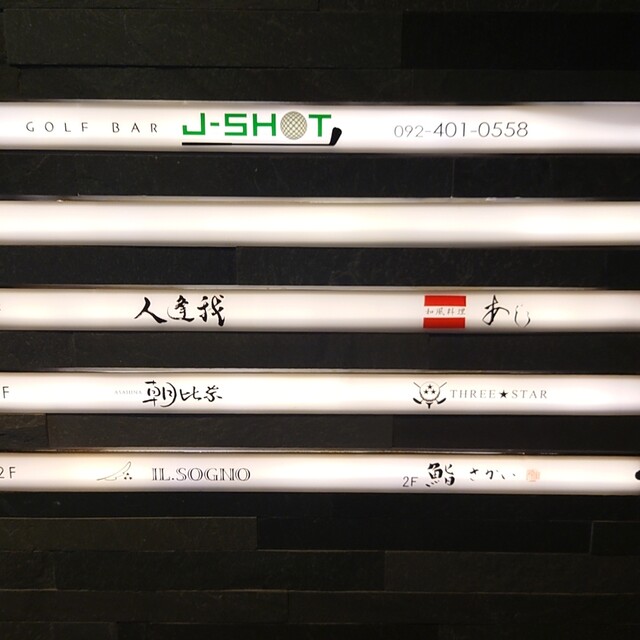 GOLF BAR J-SHOT 092-401-0558
人逢我 和風料理 あじ
F ASAHINA 朝比奈 THREE★STAR
2F IL.SOGNO 2F 鮨 さかい